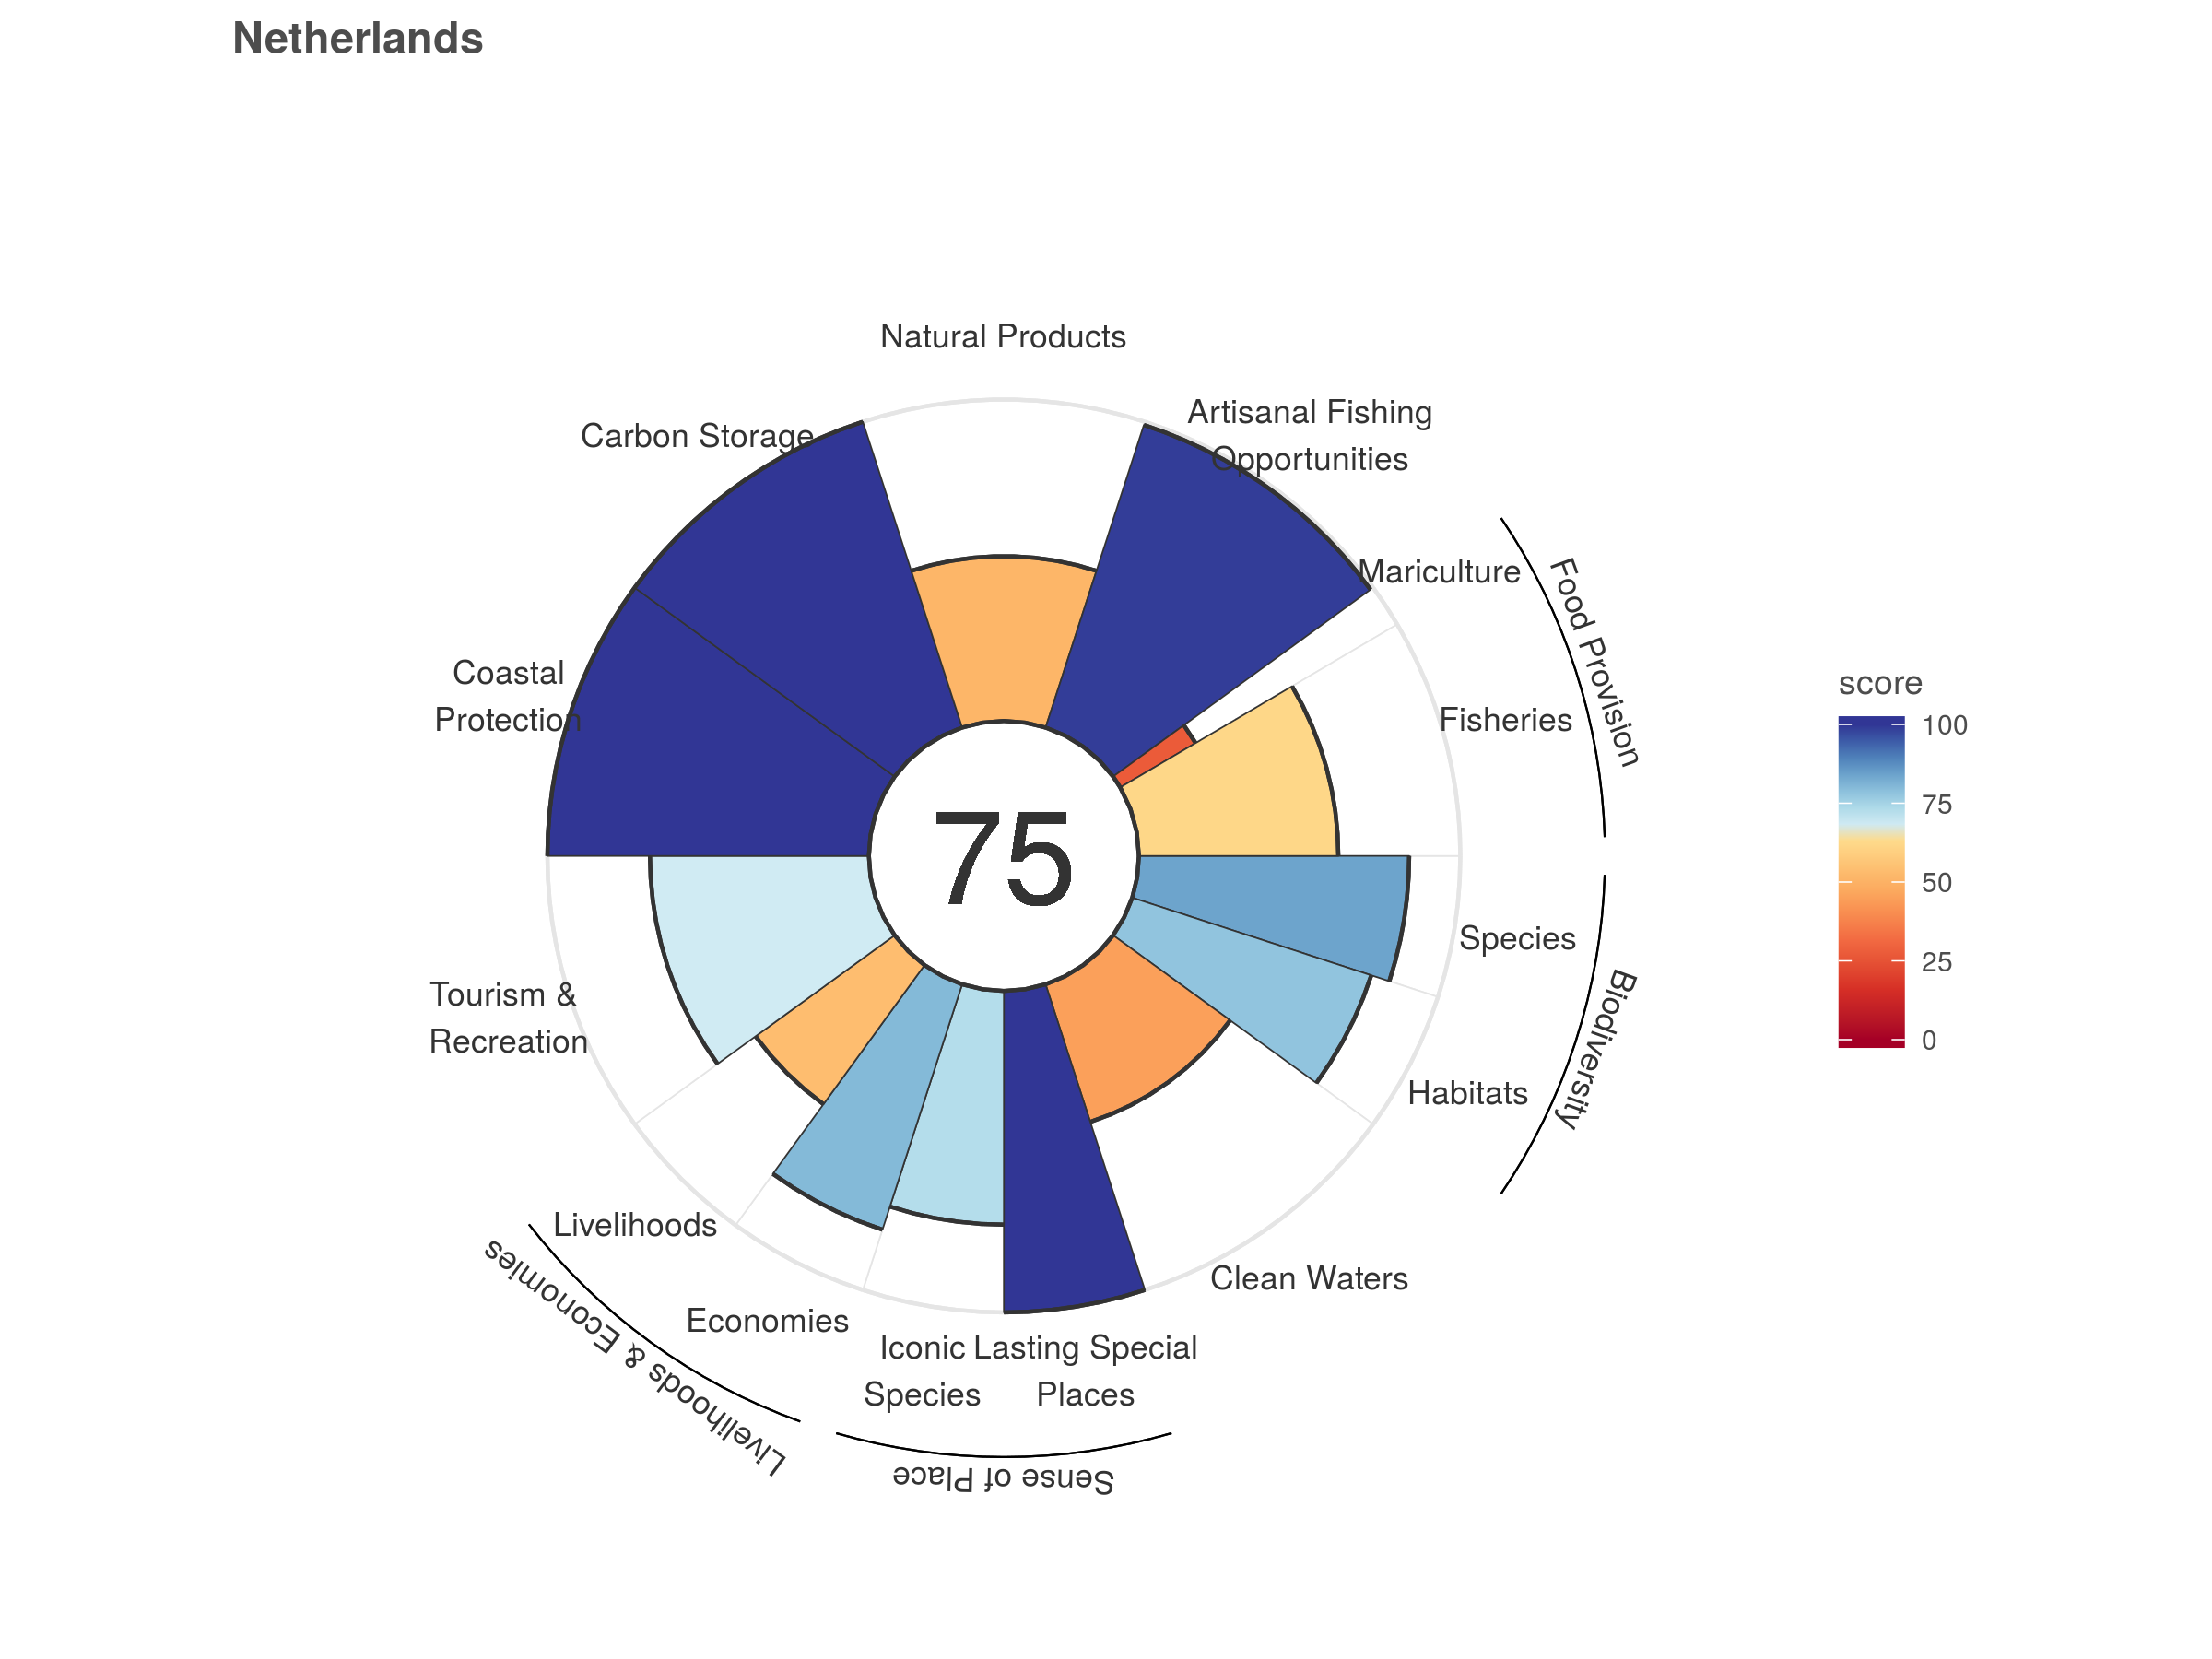 Netherlands
Natural Products
Artisanal Fishing
Opportunities
Carbon Storage
Mariculture
Food Provision
Coastal
Protection
Fisheries
score
100
75
50
25
0
75
Species
Biodiversity
Tourism &
Recreation
Habitats
Livelihoods
Clean Waters
Economies
Livelihoods & Economies
Iconic
Species
Lasting Special
Places
Sense of Place